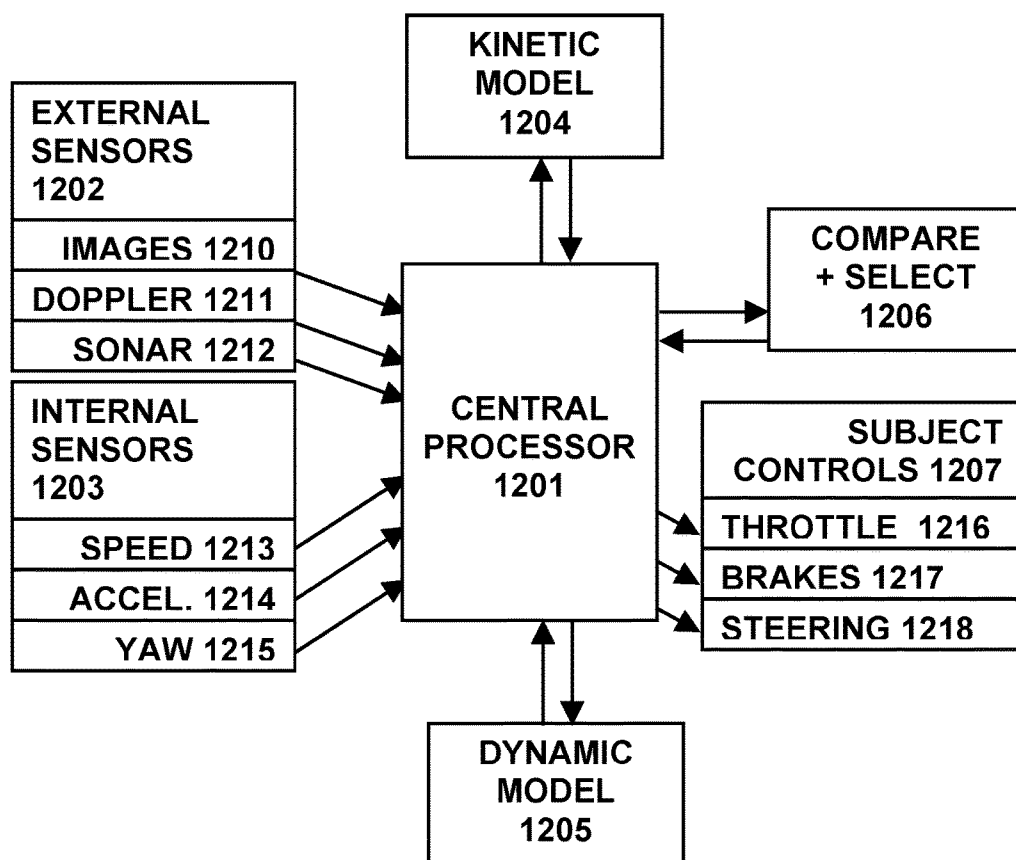 KINETIC
MODEL
1204
EXTERNAL
SENSORS
1202
IMAGES 1210
DOPPLER 1211
SONAR 1212
INTERNAL
SENSORS
1203
SPEED 1213
ACCEL. 1214
YAW 1215
CENTRAL
PROCESSOR
1201
COMPARE
+ SELECT
1206
SUBJECT
CONTROLS 1207
THROTTLE 1216
BRAKES 1217
STEERING 1218
DYNAMIC
MODEL
1205